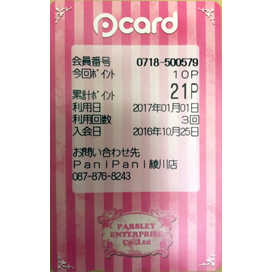 pcard
会員番号 0718-500579
今回ﾎﾟｲﾝﾄ 10P
累計ﾎﾟｲﾝﾄ 21P
利用日 2017年01月01日
利用回数 3回
入会日 2016年10月25日
お問い合わせ先
PaniPani綾川店
087-876-8243
PARSLEY
ENTERPRISE
Co.,Ltd